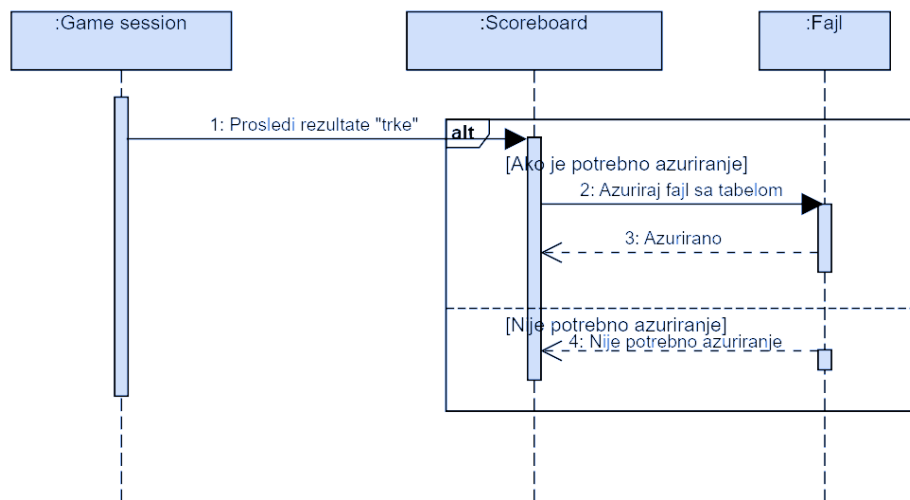 :Game session
:Scoreboard
:Fajl
1: Prosledi rezultate "trke"
alt
[Ako je potrebno azuriranje]
2: Azuriraj fajl sa tabelom
3: Azurirano
[Nije potrebno azuriranje]
4: Nije potrebno azuriranje